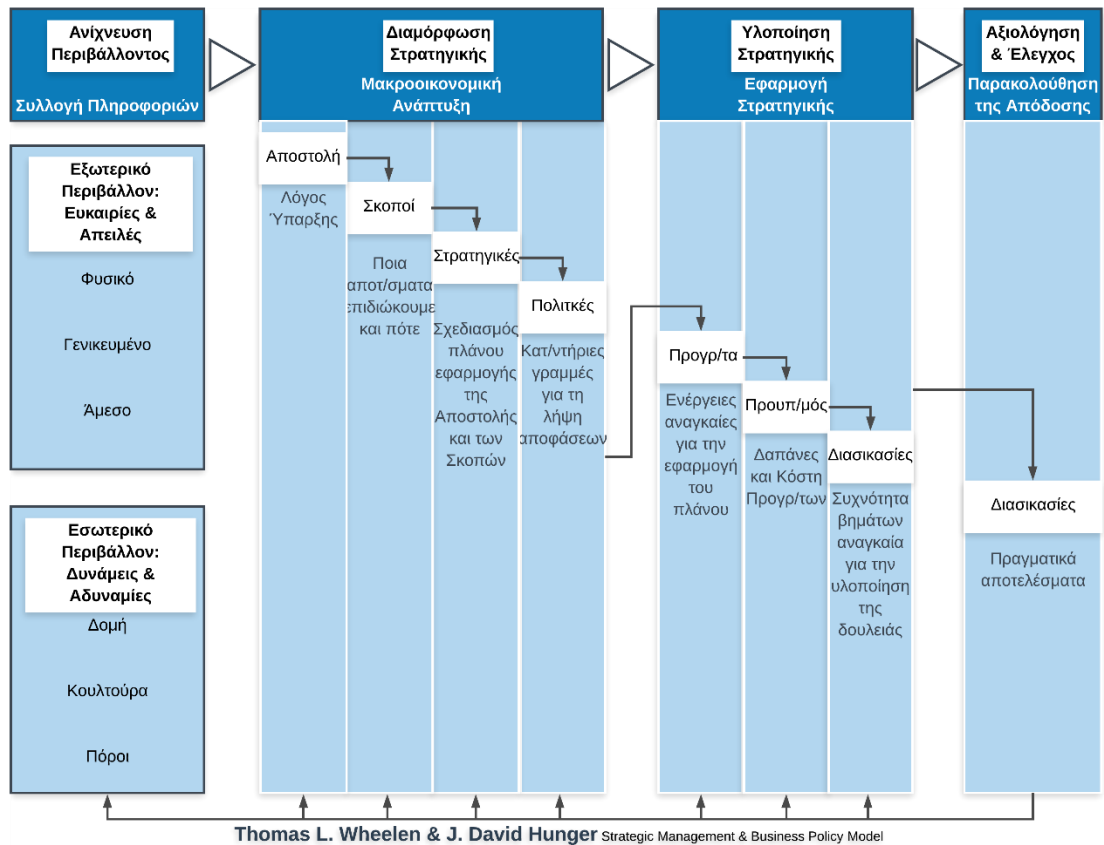 Ανίχνευση
Περιβάλλοντος
Συλλογή Πληροφοριών
Διαμόρφωση
Στρατηγικής
Μακροοικονομική
Ανάπτυξη
Υλοποίηση
Στρατηγικής
Εφαρμογή
Στρατηγικής
Αξιολόγηση
& Έλεγχος
Παρακολούθηση
της Απόδοσης
Εξωτερικό
Περιβάλλον:
Ευκαιρίες &
Απειλές
Φυσικό
Γενικευμένο
Άμεσο
Εσωτερικό
Περιβάλλον:
Δυνάμεις &
Αδυναμίες
Δομή
Κουλτούρα
Πόροι
Αποστολή
Λόγος
Ύπαρξης
Σκοποί
Ποια
αποτ/σματα
επιδιώκουμε
και πότε
Στρατηγικές
Σχεδιασμός
πλάνου
εφαρμογής
της
Αποστολής
και των
Σκοπών
Πολιτκές
Κατ/ντήριες
γραμμές
για τη
λήψη
αποφάσεων
Προγρ/τα
Ενέργειες
αναγκαίες
για την
εφαρμογή
του
πλάνου
Προυπ/μός
Δαπάνες
και Κόστη
Προγρ/των
Διασικασίες
Συχνότητα
βημάτων
αναγκαία
για την
υλοποίηση
της
δουλειάς
Διασικασίες
Πραγματικά
αποτελέσματα
Thomas L. Wheelen & J. David Hunger Strategic Management & Business Policy Model